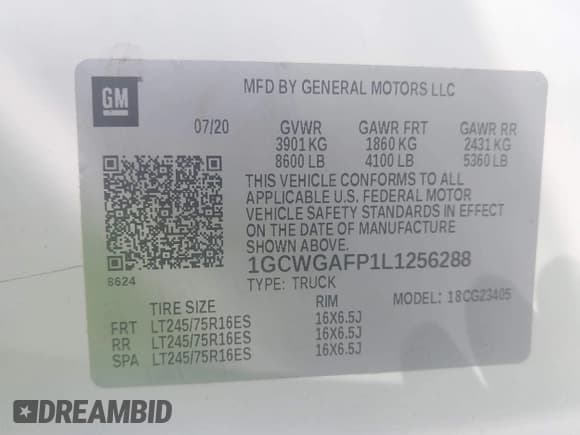 GM
MFD BY GENERAL MOTORS LLC
07/20 GVWR GAWR FRT GAWR RR
3901 KG 1860 KG 2431 KG
8600 LB 4100 LB 5360 LB
THIS VEHICLE CONFORMS TO ALL
APPLICABLE U.S. FEDERAL MOTOR
VEHICLE SAFETY STANDARDS IN EFFECT
ON THE DATE OF MANUFACTURE
SHOWN ABOVE.
1GCWGAFP1L1256288
8624 TYPE: TRUCK MODEL: 18CG23405
TIRE SIZE RIM
FRT LT245/75R16ES 16X6.5J
RR LT245/75R16ES 16X6.5J
SPA LT245/75R16ES 16X6.5J
DREAMBID